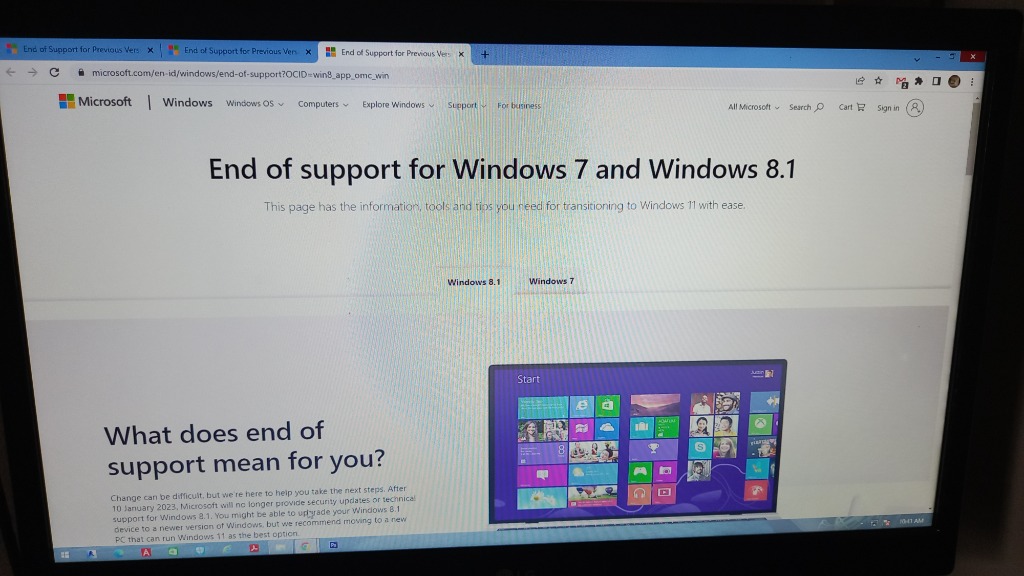 End of Support for Previous Vers
End of Support for Previous Vers
End of Support for Previous Vers
microsoft.com/en-id/windows/end-of-support?OCID=win8_app_omc_win
Microsoft | Windows Windows OS Computers Explore Windows Support For business All Microsoft Search Cart Sign in
End of support for Windows 7 and Windows 8.1
This page has the information, tools and tips you need for transitioning to Windows 11 with ease.
Windows 8.1 Windows 7
Start
What does end of
support mean for you?
Change can be difficult, but we're here to help you take the next steps. After
10 January 2023, Microsoft will no longer provide security updates or technical
support for Windows 8.1. You might be able to upgrade your Windows 8.1
device to a newer version of Windows, but we recommend moving to a new
PC that can run Windows 11 as the best option.
8
10:41 AM